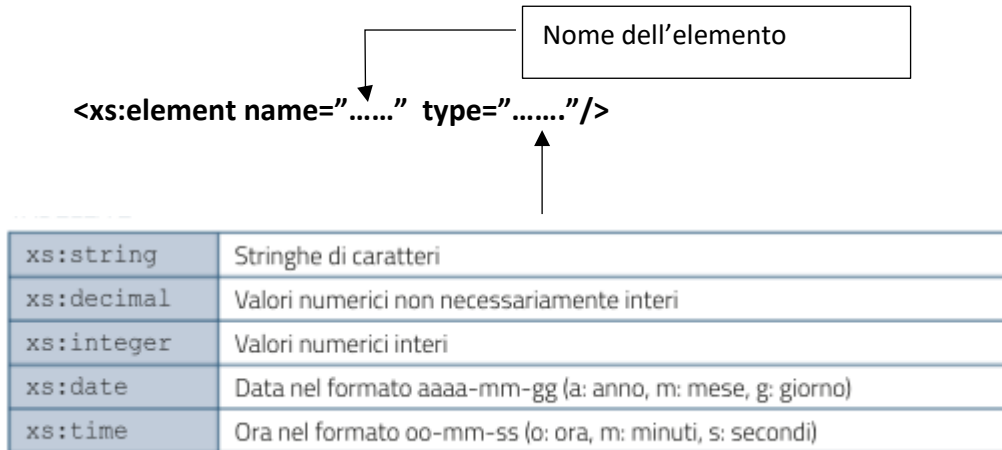 Nome dell’elemento
<xs:element name=”……” type=”…….”/>
xs:string Stringhe di caratteri
xs:decimal Valori numerici non necessariamente interi
xs:integer Valori numerici interi
xs:date Data nel formato aaaa-mm-gg (a: anno, m: mese, g: giorno)
xs:time Ora nel formato oo-mm-ss (o: ora, m: minuti, s: secondi)